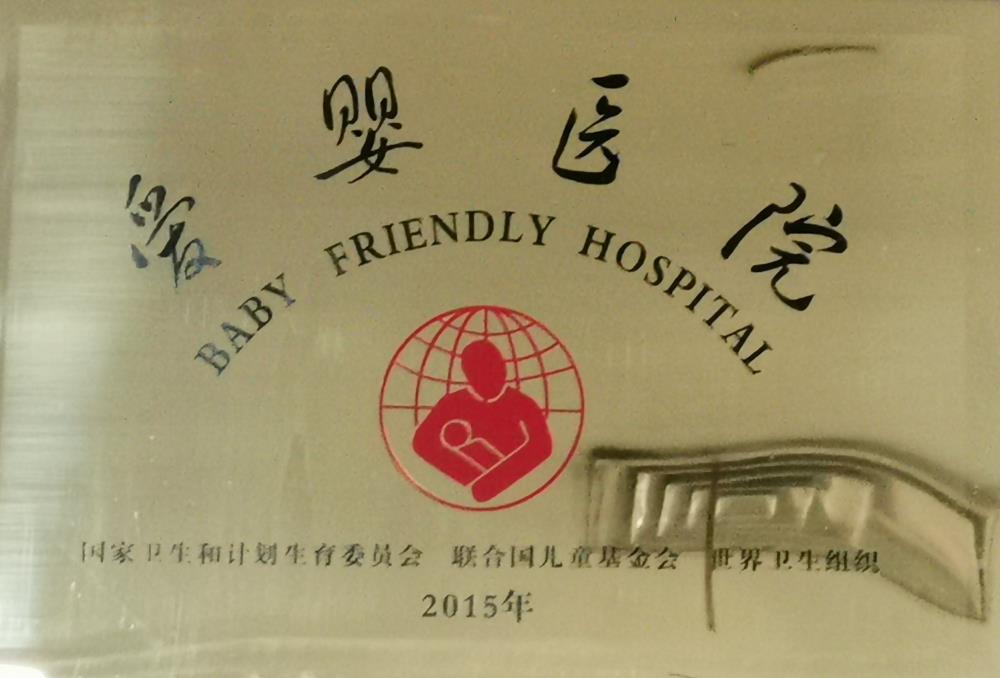 爱婴医院
BABY FRIENDLY HOSPITAL
国家卫生和计划生育委员会 联合国儿童基金会 世界卫生组织
2015年